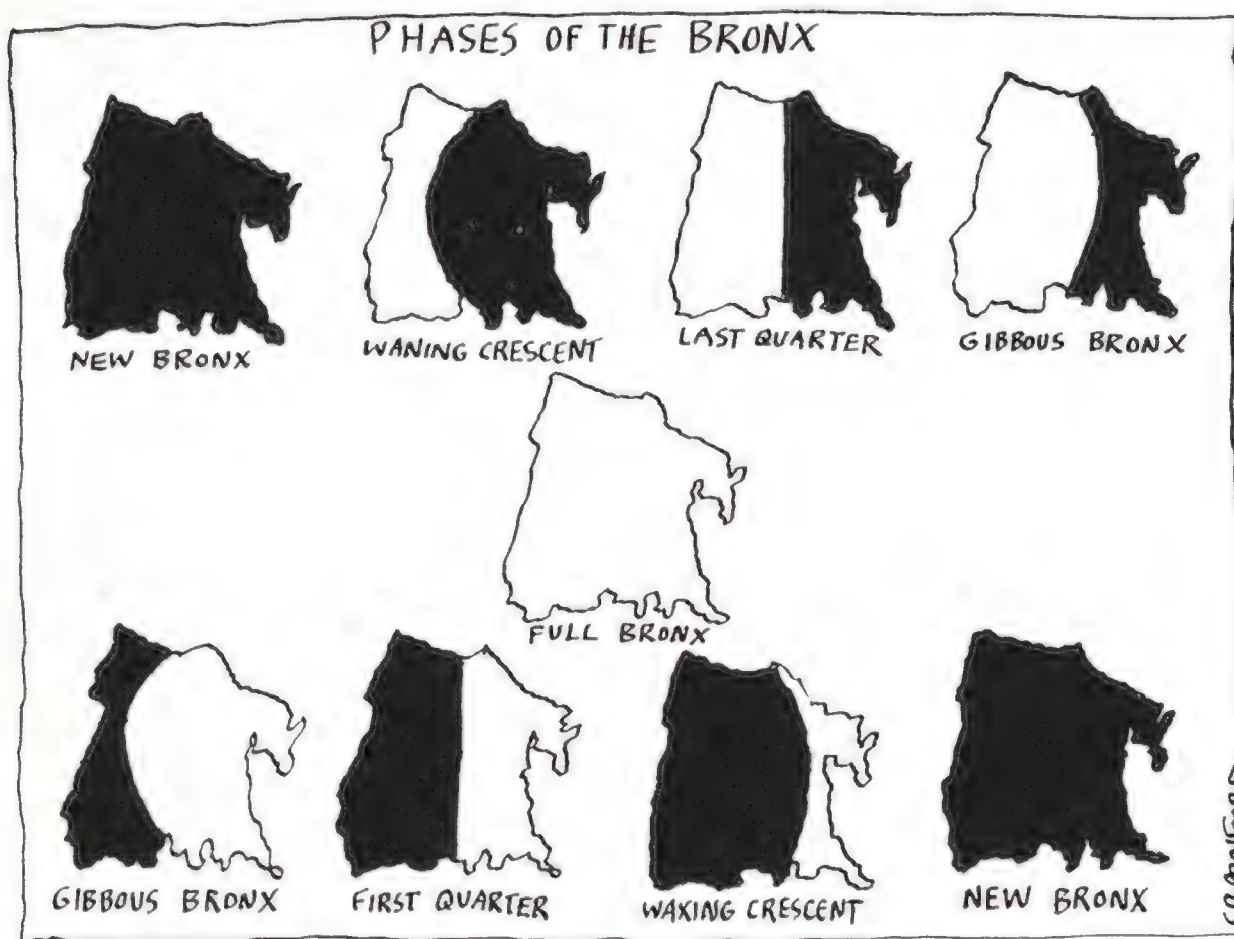 PHASES OF THE BRONX
NEW BRONX
WANING CRESCENT
LAST QUARTER
GIBBOUS BRONX
FULL BRONX
GIBBOUS BRONX
FIRST QUARTER
WAXING CRESCENT
NEW BRONX